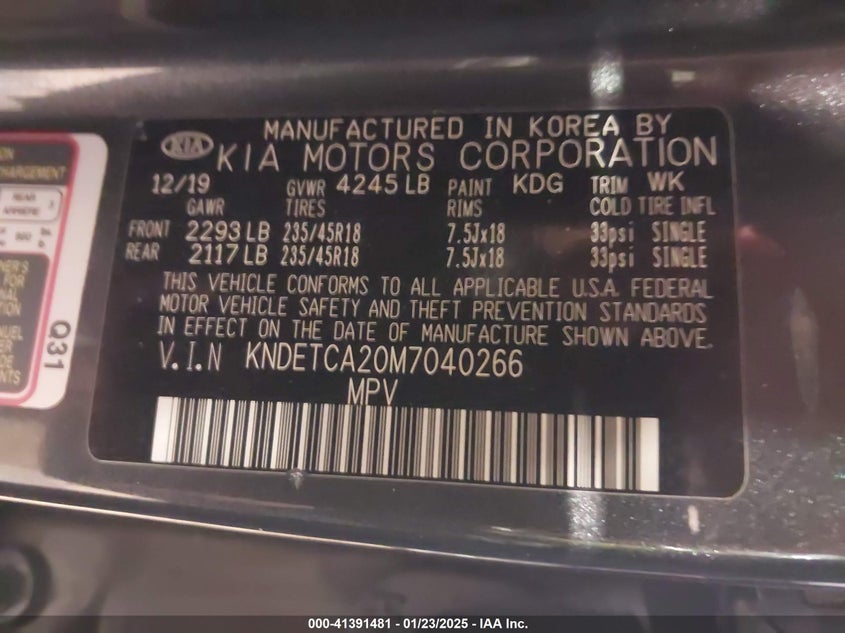 MANUFACTURED IN KOREA BY
KIA KIA MOTORS CORPORATION
12/19 GVWR 4245 LB PAINT KDG TRIM WK
GAWR TIRES RIMS COLD TIRE INFL
FRONT 2293 LB 235/45R18 7.5Jx18 33psi SINGLE
REAR 2117 LB 235/45R18 7.5Jx18 33psi SINGLE
THIS VEHICLE CONFORMS TO ALL APPLICABLE U.S.A. FEDERAL
MOTOR VEHICLE SAFETY AND THEFT PREVENTION STANDARDS
IN EFFECT ON THE DATE OF MANUFACTURE SHOWN ABOVE.
V.I.N KNDETCA20M7040266
MPV
REAR
Q31
000-41391481 - 01/23/2025 - IAA Inc.